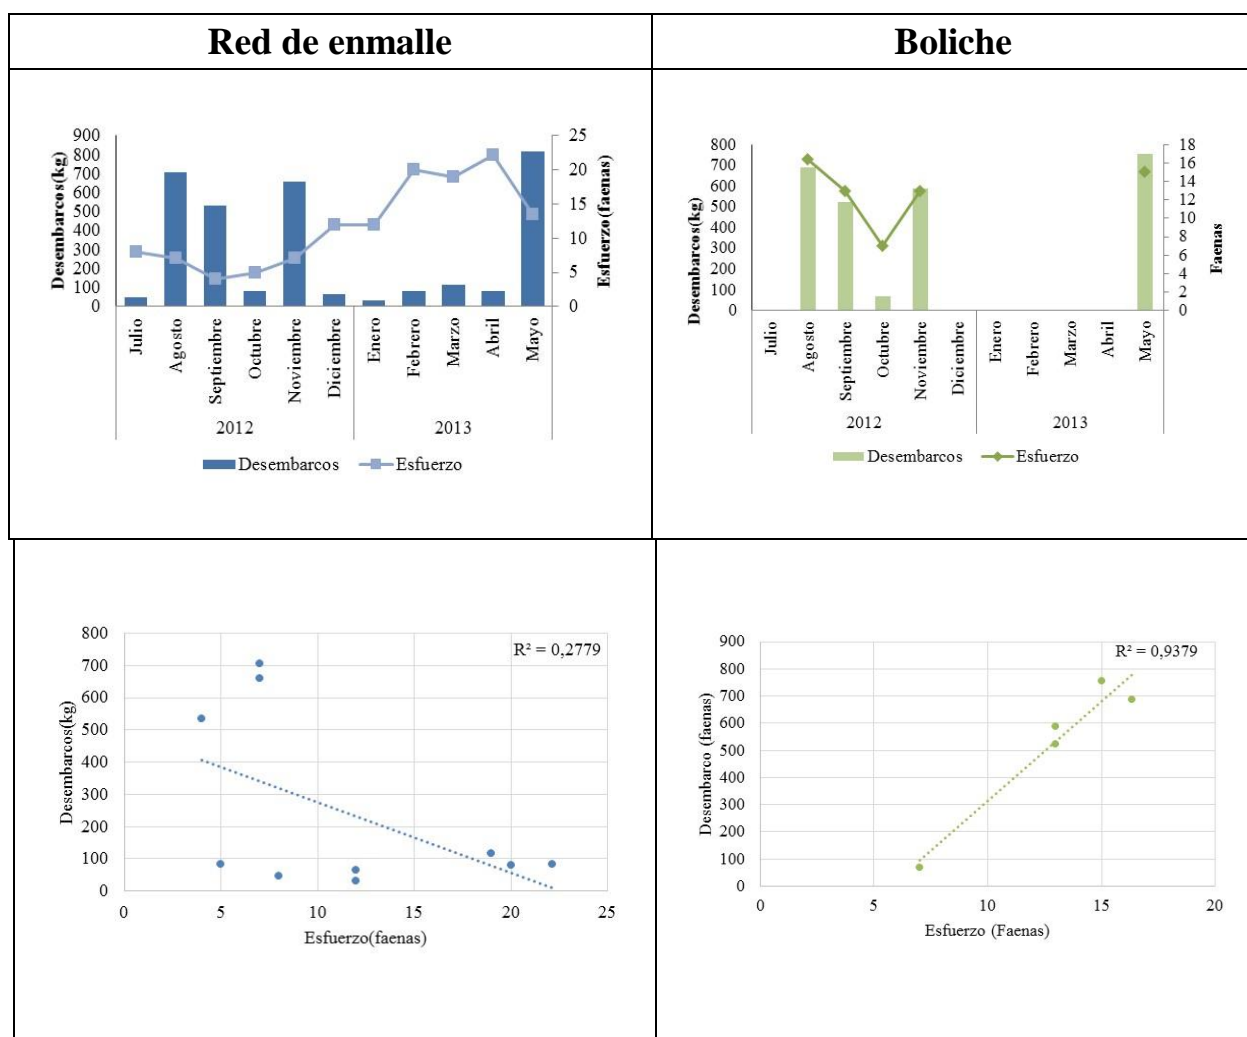 Red de enmalle
Boliche
Desembarcos(kg)
900
800
700
600
500
400
300
200
100
0
25
20
15
10
5
0
Esfuerzo(faenas)
Julio
Agosto
Septiembre
Octubre
Noviembre
Diciembre
Enero
Febrero
Marzo
Abril
Mayo
2012
2013
Desembarcos
Esfuerzo
Desembarcos(kg)
800
700
600
500
400
300
200
100
0
18
16
14
12
10
8
6
4
2
0
Faenas
Julio
Agosto
Septiembre
Octubre
Noviembre
Diciembre
Enero
Febrero
Marzo
Abril
Mayo
2012
2013
Desembarcos
Esfuerzo
Desembarcos(kg)
800
700
600
500
400
300
200
100
0
R² = 0,2779
0
5
10
15
20
25
Esfuerzo(faenas)
Desembarco (faenas)
900
800
700
600
500
400
300
200
100
0
R² = 0,9379
0
5
10
15
20
Esfuerzo (Faenas)